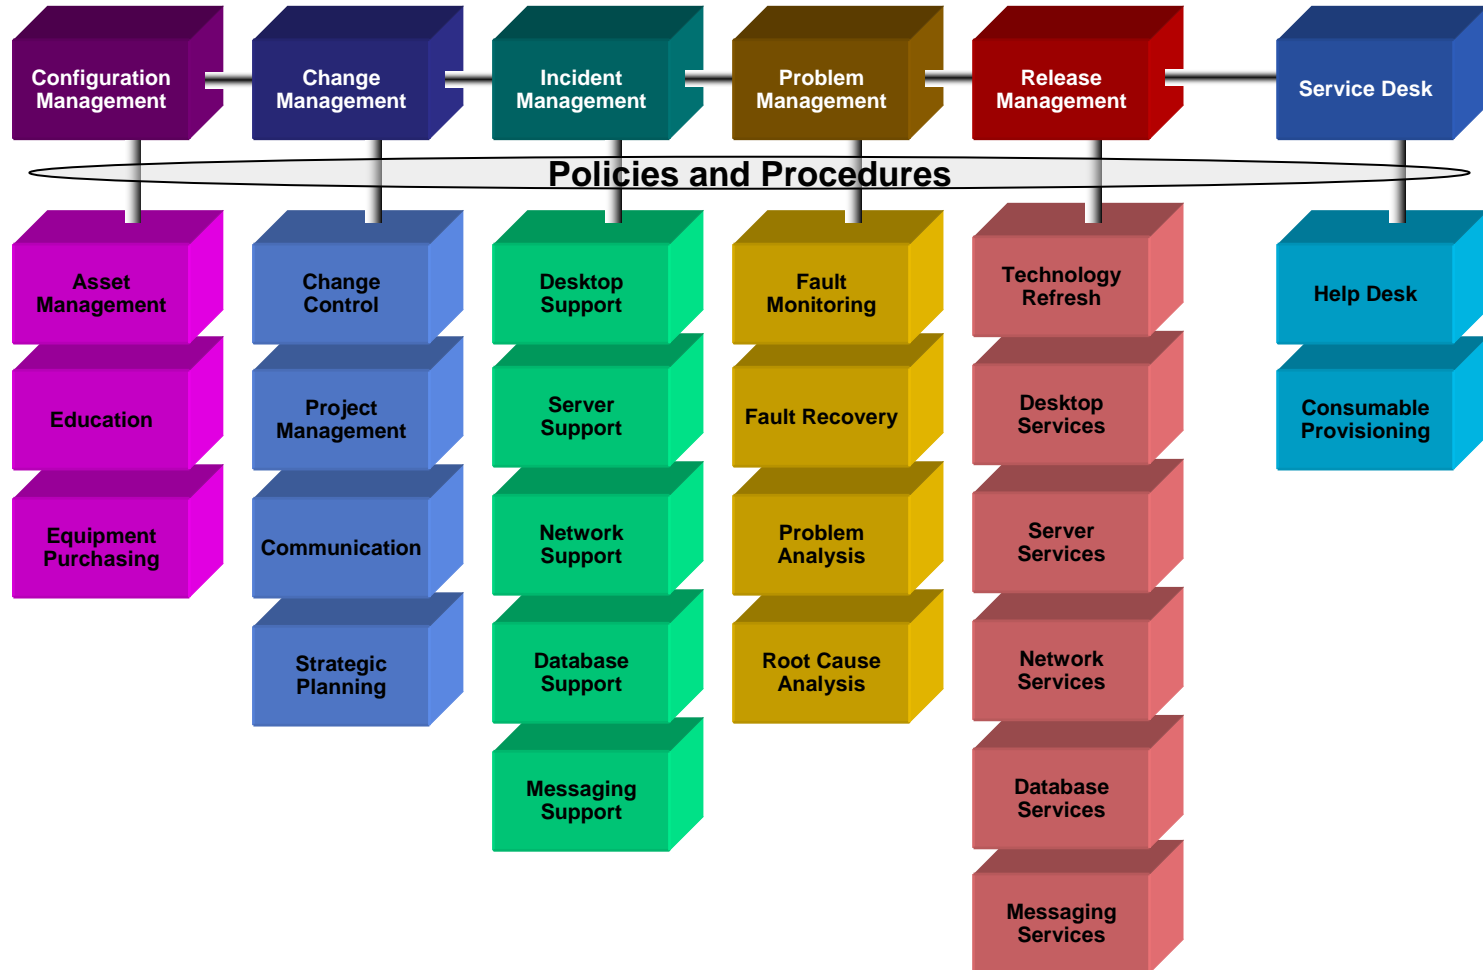 Configuration
Management
Change
Management
Incident
Management
Problem
Management
Release
Management
Service Desk
Policies and Procedures
Asset
Management
Education
Equipment
Purchasing
Change
Control
Project
Management
Communication
Strategic
Planning
Desktop
Support
Server
Support
Network
Support
Database
Support
Messaging
Support
Fault
Monitoring
Fault Recovery
Problem
Analysis
Root Cause
Analysis
Technology
Refresh
Desktop
Services
Server
Services
Network
Services
Database
Services
Messaging
Services
Help Desk
Consumable
Provisioning